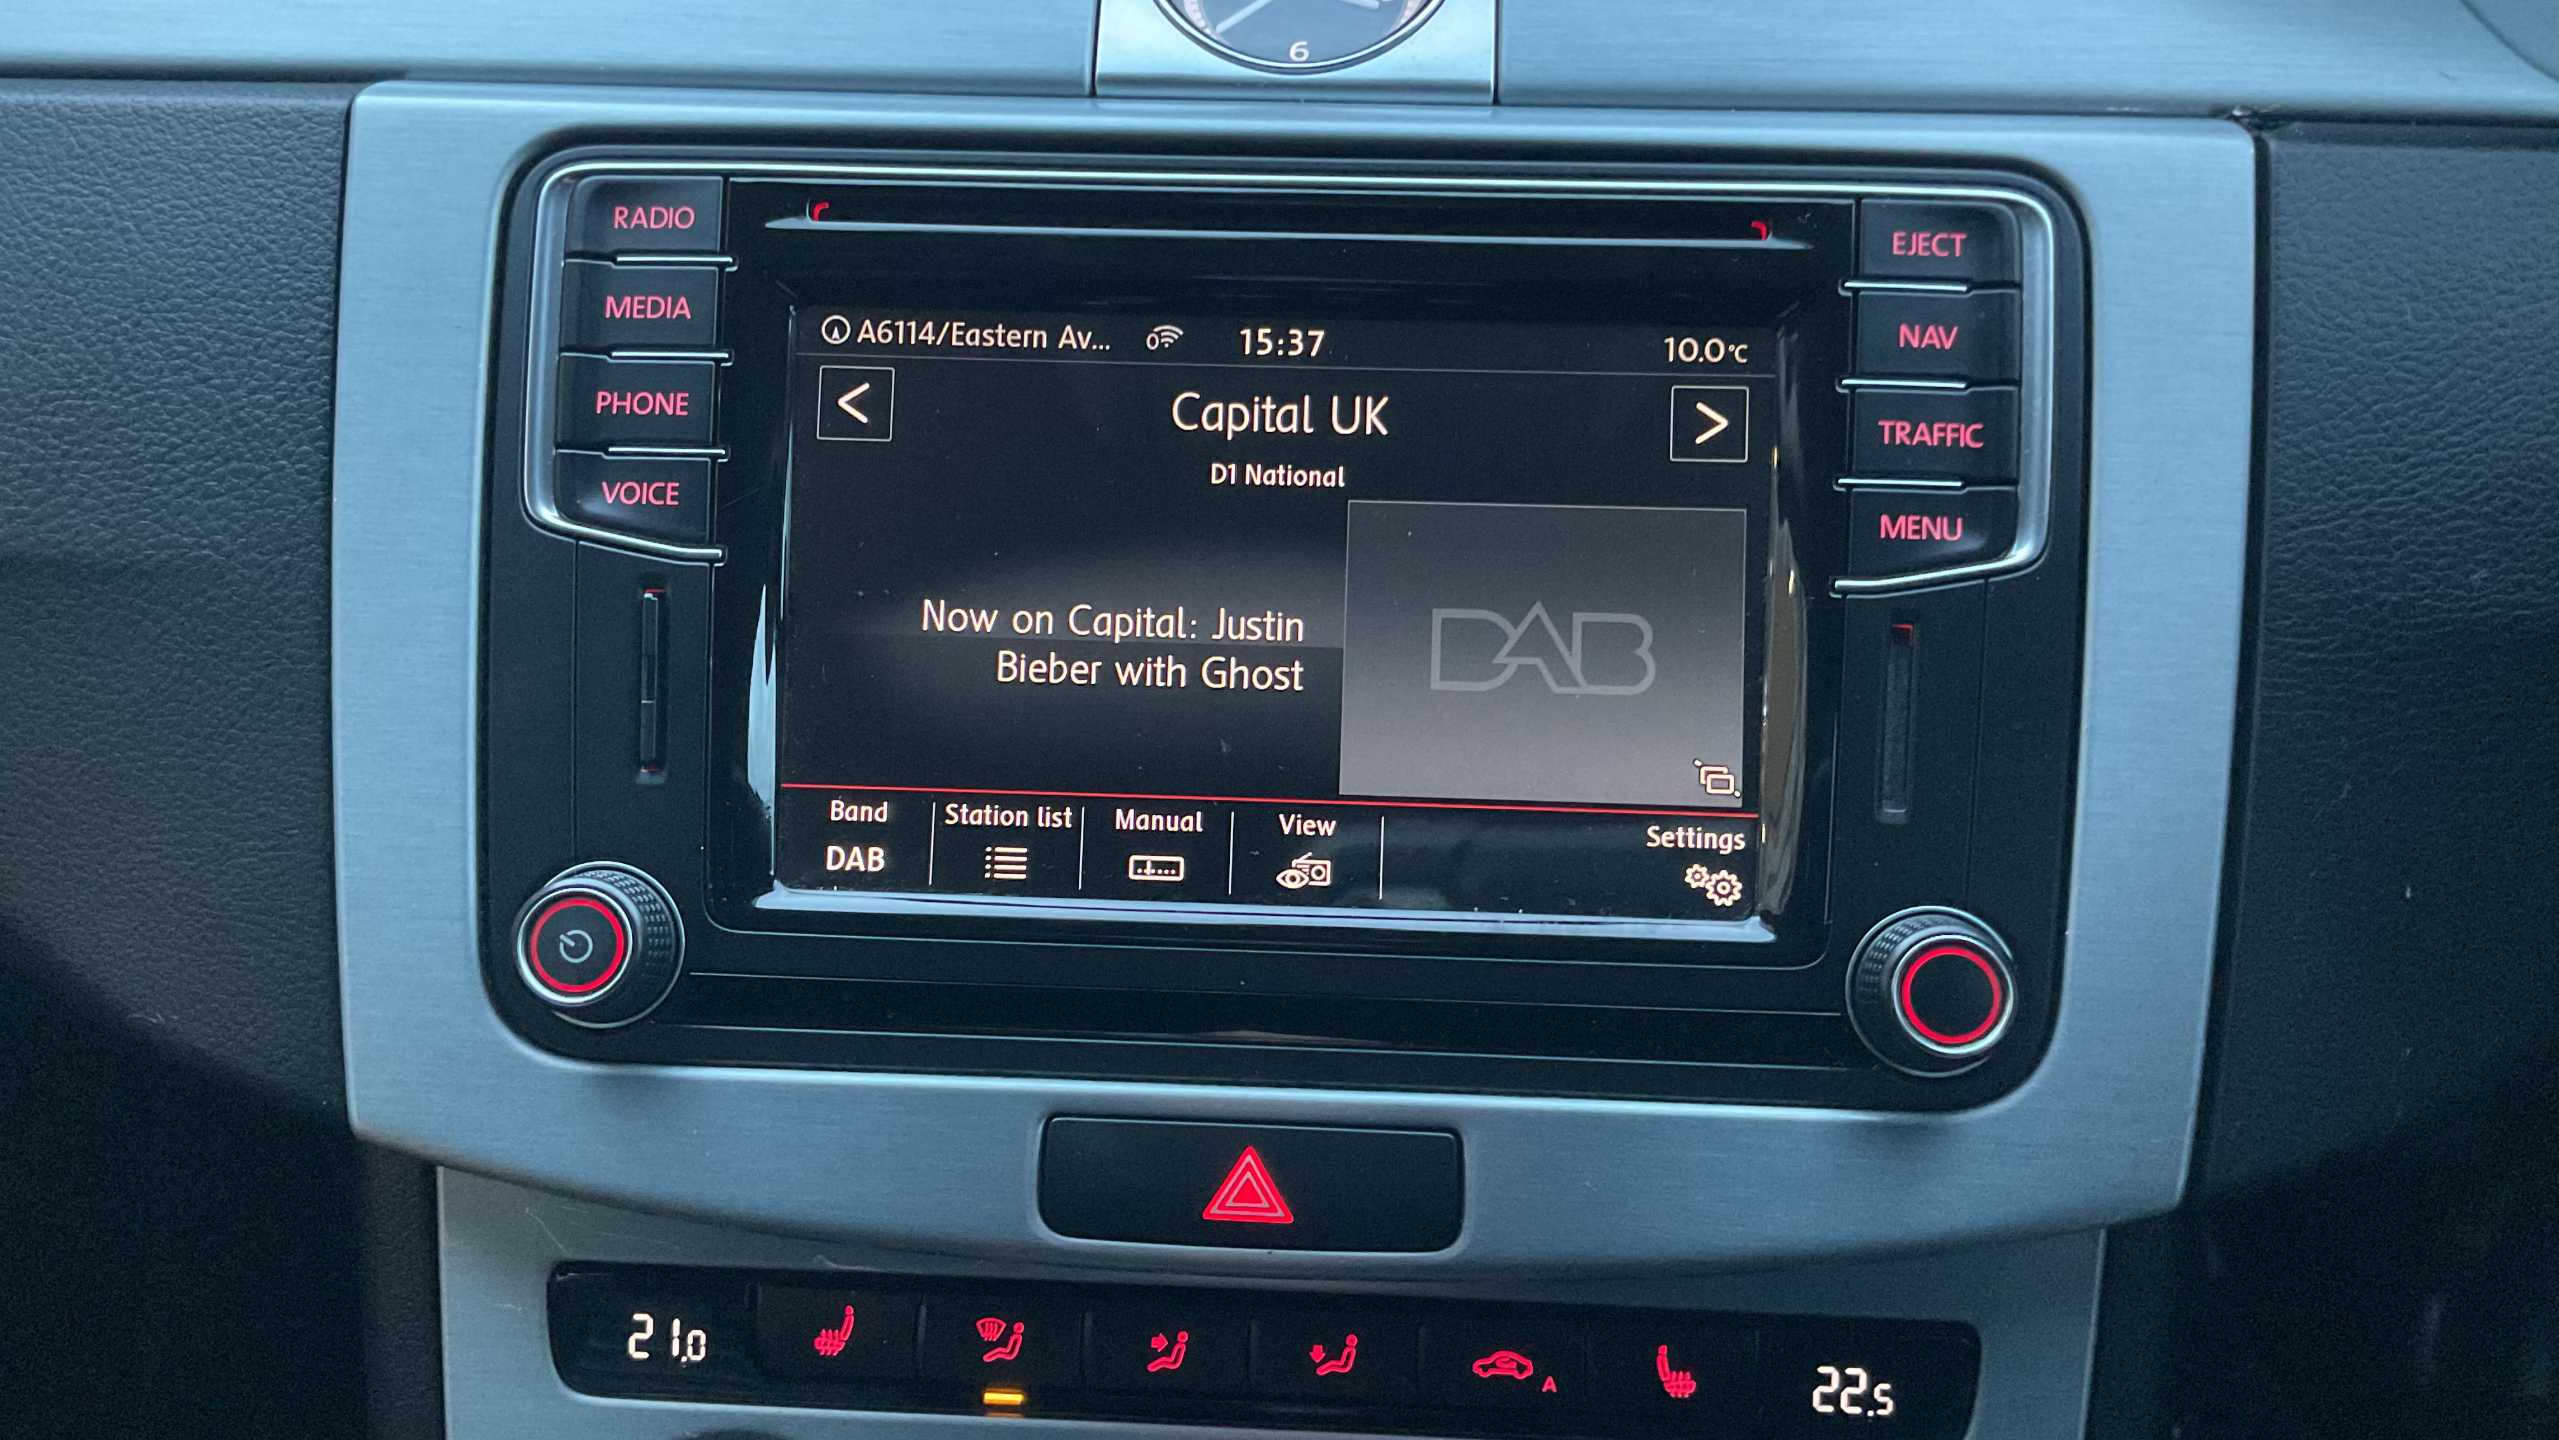 6
RADIO
MEDIA
PHONE
VOICE
EJECT
NAV
TRAFFIC
MENU
A6114/Eastern Av... 0 15:37 10.0°C
< Capital UK >
D1 National
Now on Capital: Justin
Bieber with Ghost
DAB
Band Station list Manual View Settings
DAB
21.0 A 22.5